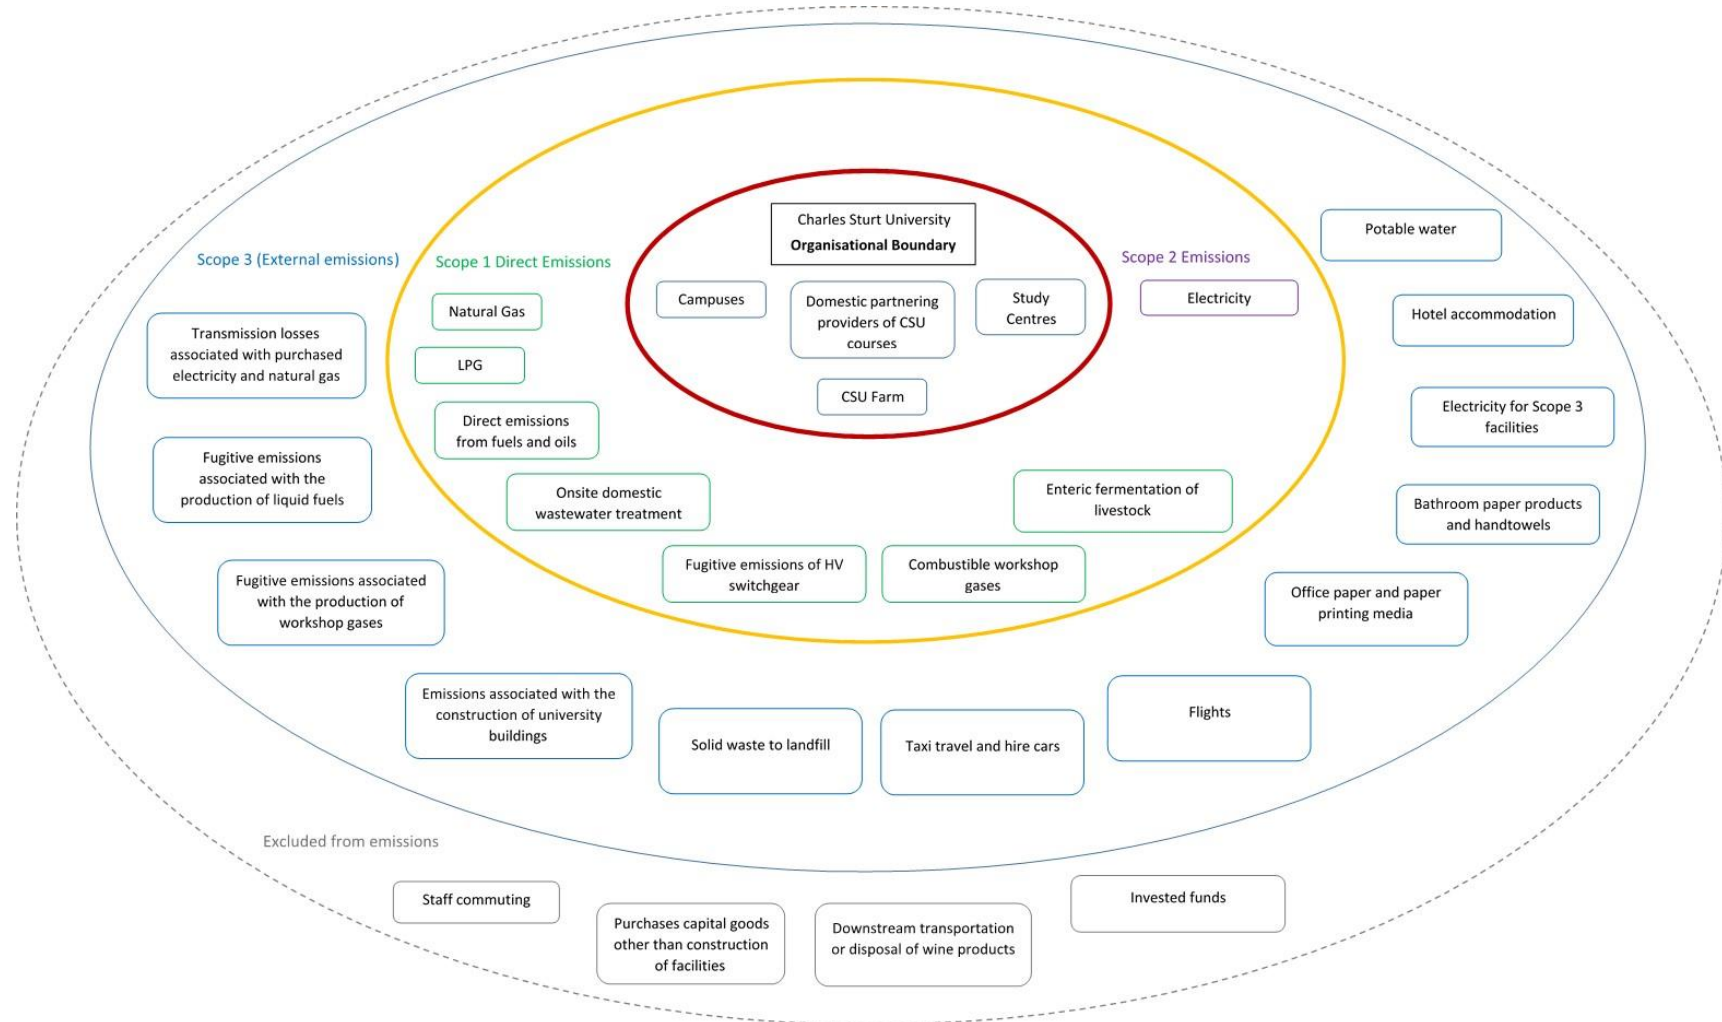 Charles Sturt University
Organisational Boundary
Campuses
Domestic partnering
providers of CSU
courses
Study
Centres
CSU Farm
Scope 1 Direct Emissions
Natural Gas
LPG
Direct emissions
from fuels and oils
Onsite domestic
wastewater treatment
Fugitive emissions of HV
switchgear
Combustible workshop
gases
Enteric fermentation of
livestock
Scope 2 Emissions
Electricity
Scope 3 (External emissions)
Transmission losses
associated with purchased
electricity and natural gas
Fugitive emissions
associated with the
production of liquid fuels
Fugitive emissions associated
with the production of
workshop gases
Emissions associated with the
construction of university
buildings
Solid waste to landfill
Taxi travel and hire cars
Flights
Office paper and paper
printing media
Bathroom paper products
and handtowels
Electricity for Scope 3
facilities
Hotel accommodation
Potable water
Excluded from emissions
Staff commuting
Purchases capital goods
other than construction
of facilities
Downstream transportation
or disposal of wine products
Invested funds